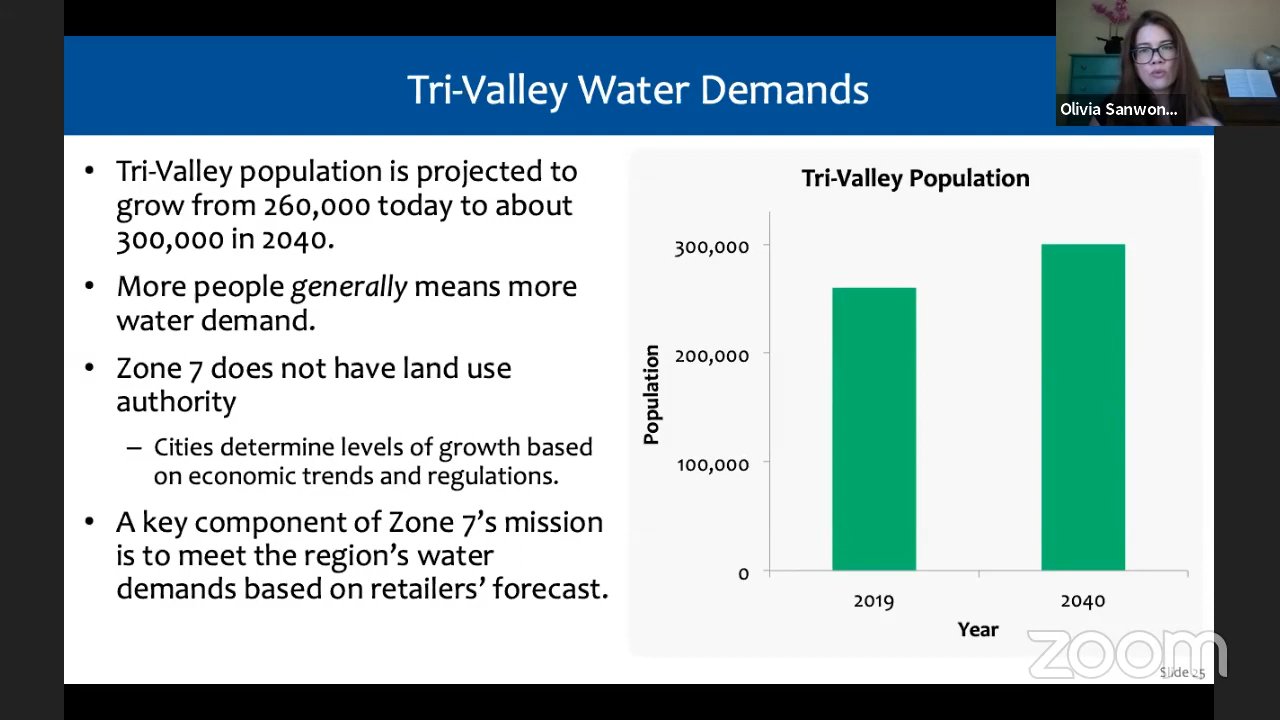 Tri-Valley Water Demands
Olivia Sanwon...
• Tri-Valley population is projected to
grow from 260,000 today to about
300,000 in 2040.
• More people generally means more
water demand.
• Zone 7 does not have land use
authority
– Cities determine levels of growth based
on economic trends and regulations.
• A key component of Zone 7's mission
is to meet the region's water
demands based on retailers' forecast.
Tri-Valley Population
300,000
200,000
100,000
0
Population
2019 2040
Year
zoom
Slide 25